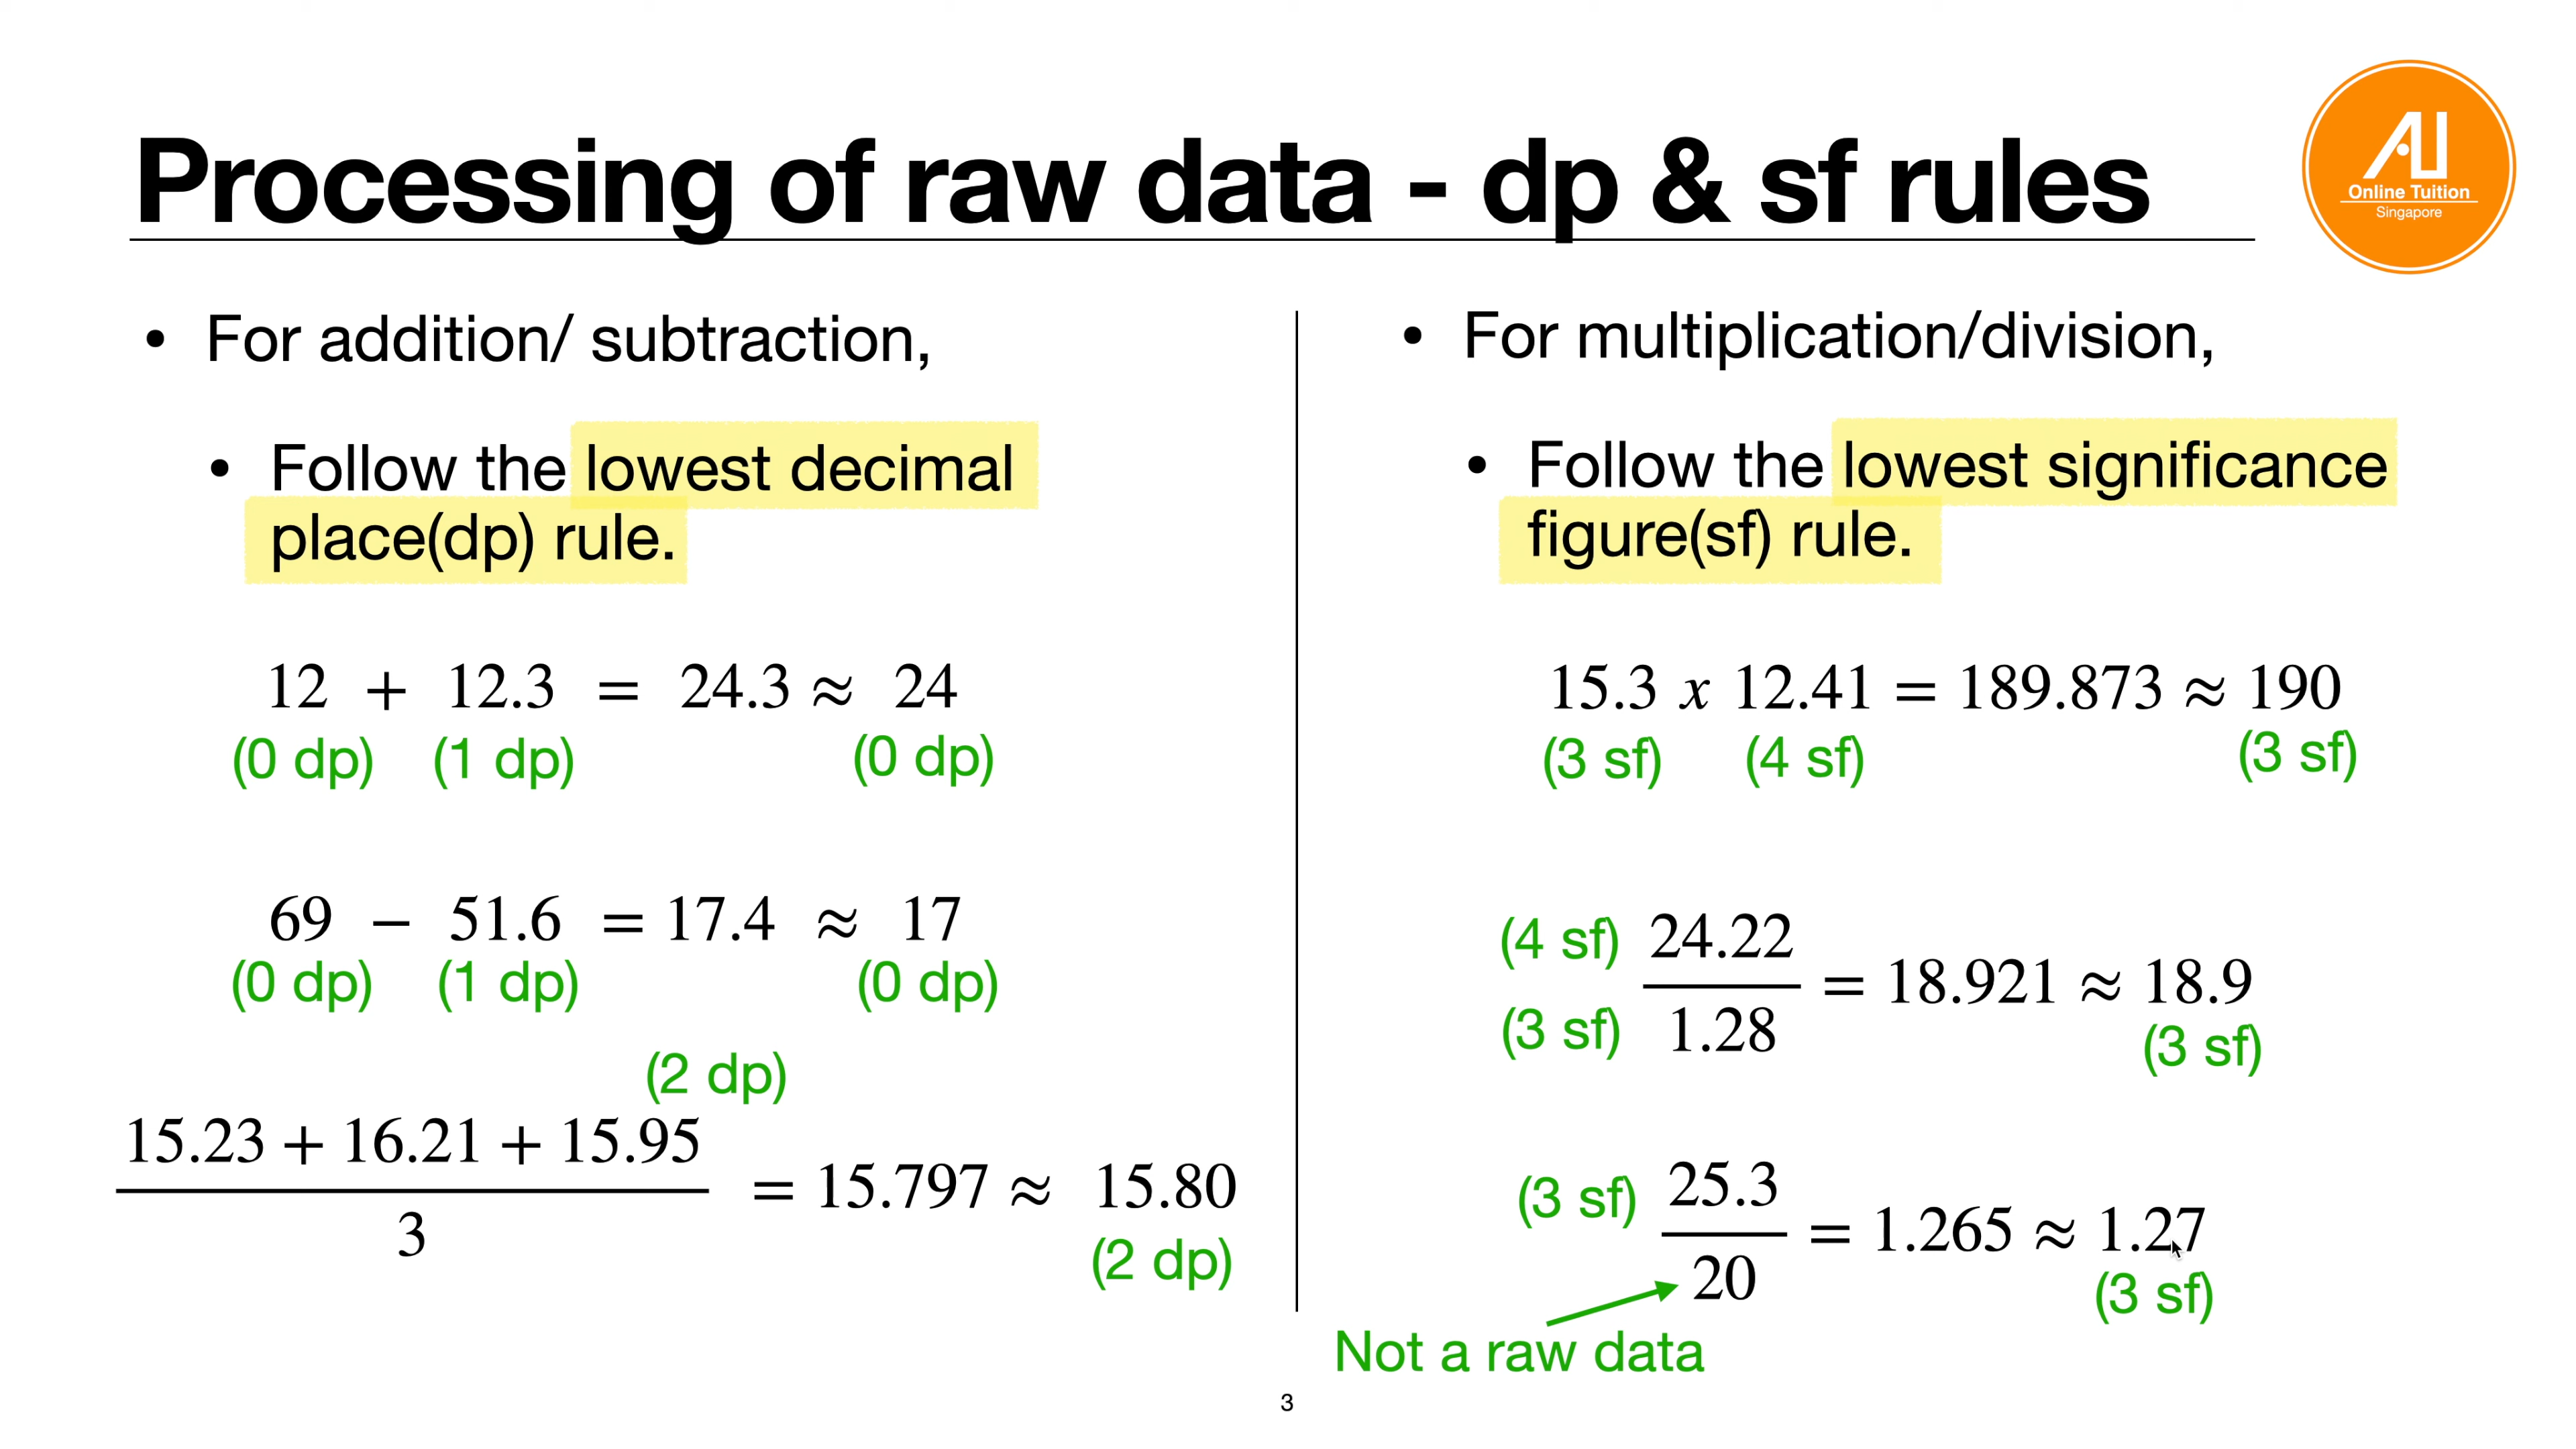 Processing of raw data - dp & sf rules
AJ
Online Tuition
Singapore
• For addition/ subtraction,
• Follow the lowest decimal
place(dp) rule.
12 + 12.3 = 24.3 ≈ 24
(0 dp) (1 dp) (0 dp)
69 − 51.6 = 17.4 ≈ 17
(0 dp) (1 dp) (0 dp)
(2 dp)
15.23 + 16.21 + 15.95
3
= 15.797 ≈ 15.80
(2 dp)
• For multiplication/division,
• Follow the lowest significance
figure(sf) rule.
15.3 x 12.41 = 189.873 ≈ 190
(3 sf) (4 sf) (3 sf)
(4 sf) 24.22
(3 sf) 1.28
= 18.921 ≈ 18.9
(3 sf)
(3 sf) 25.3
20
= 1.265 ≈ 1.27
(3 sf)
Not a raw data
3